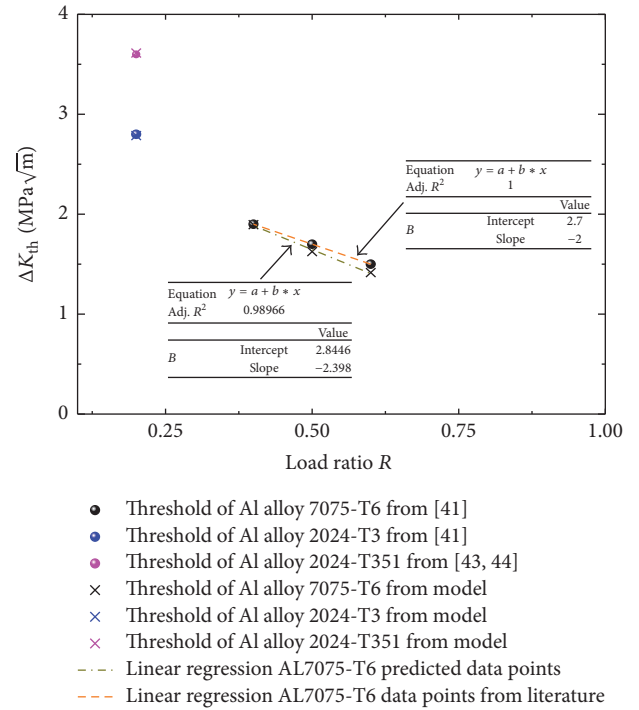 4
3
2
1
0
ΔKth (MPa√m)
Equation y = a + b ∗ x
Adj. R² 1
Value
B Intercept 2.7
Slope −2
Equation y = a + b ∗ x
Adj. R² 0.98966
Value
B Intercept 2.8446
Slope −2.398
0.25 0.50 0.75 1.00
Load ratio R
Threshold of Al alloy 7075-T6 from [41]
Threshold of Al alloy 2024-T3 from [41]
Threshold of Al alloy 2024-T351 from [43, 44]
Threshold of Al alloy 7075-T6 from model
Threshold of Al alloy 2024-T3 from model
Threshold of Al alloy 2024-T351 from model
Linear regression AL7075-T6 predicted data points
Linear regression AL7075-T6 data points from literature